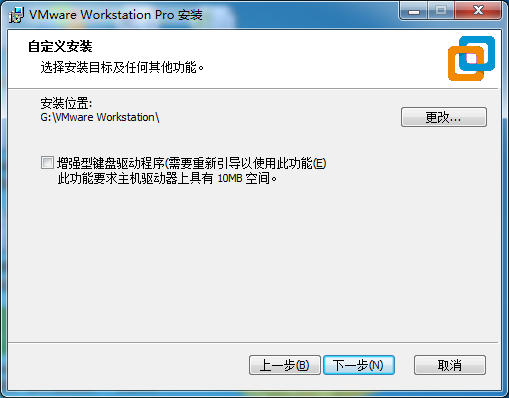 VMware Workstation Pro 安装
自定义安装
选择安装目标及任何其他功能。
安装位置:
G:\VMware Workstation\
更改...
增强型键盘驱动程序(需要重新引导以使用此功能(E)
此功能要求主机驱动器上具有 10MB 空间。
上一步(B)
下一步(N)
取消